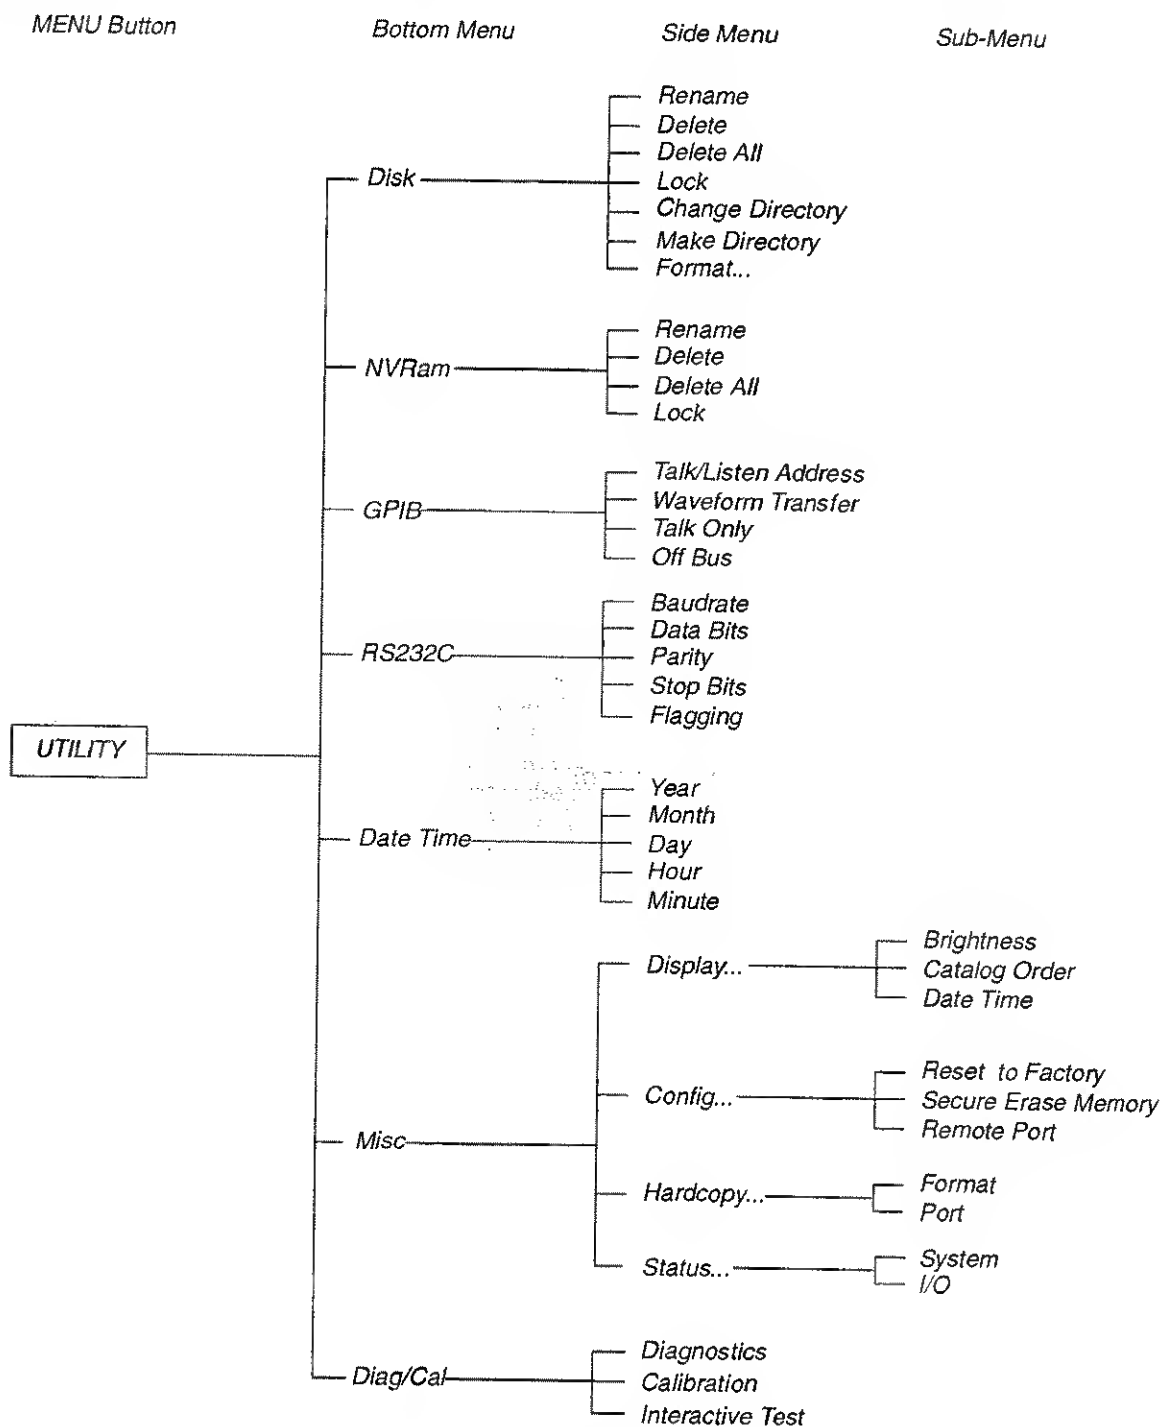 MENU Button Bottom Menu Side Menu Sub-Menu
Rename
Delete
Delete All
Disk Lock
Change Directory
Make Directory
Format...
Rename
NVRam Delete
Delete All
Lock
Talk/Listen Address
GPIB Waveform Transfer
Talk Only
Off Bus
Baudrate
Data Bits
RS232C Parity
Stop Bits
Flagging
UTILITY
Year
Month
Date Time Day
Hour
Minute
Brightness
Display... Catalog Order
Date Time
Reset to Factory
Config... Secure Erase Memory
Remote Port
Misc
Format
Hardcopy...
Port
System
Status...
I/O
Diagnostics
Diag/Cal Calibration
Interactive Test